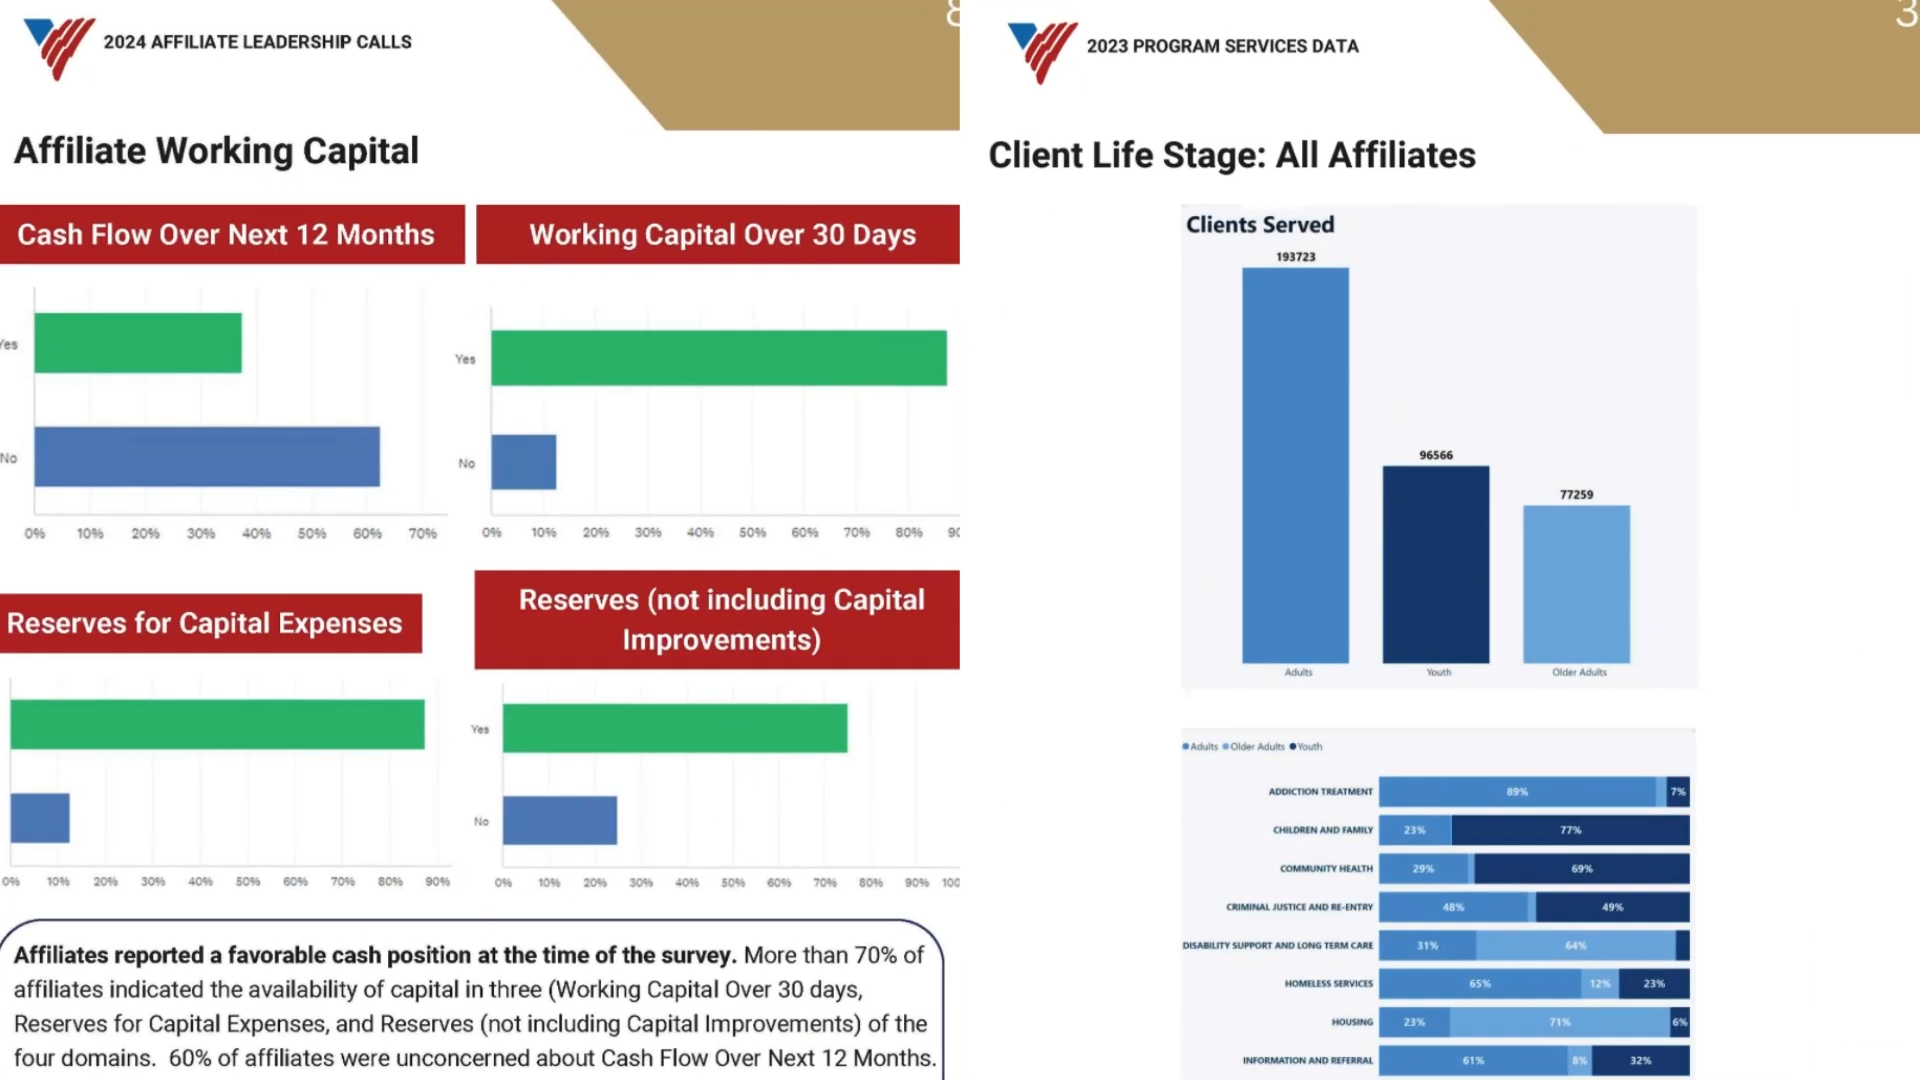 2024 AFFILIATE LEADERSHIP CALLS
Affiliate Working Capital
Cash Flow Over Next 12 Months
Yes
No
0% 10% 20% 30% 40% 50% 60% 70%
Working Capital Over 30 Days
Yes
No
0% 10% 20% 30% 40% 50% 60% 70% 80% 90
Reserves for Capital Expenses
0% 10% 20% 30% 40% 50% 60% 70% 80% 90%
Reserves (not including Capital
Improvements)
Yes
No
0% 10% 20% 30% 40% 50% 60% 70% 80% 90% 100
Affiliates reported a favorable cash position at the time of the survey. More than 70% of
affiliates indicated the availability of capital in three (Working Capital Over 30 days,
Reserves for Capital Expenses, and Reserves (not including Capital Improvements) of the
four domains. 60% of affiliates were unconcerned about Cash Flow Over Next 12 Months.
2023 PROGRAM SERVICES DATA
3
Client Life Stage: All Affiliates
Clients Served
193723
96566
77259
Adults Youth Older Adults
Adults Older Adults Youth
ADDICTION TREATMENT 89% 7%
CHILDREN AND FAMILY 23% 77%
COMMUNITY HEALTH 29% 69%
CRIMINAL JUSTICE AND RE-ENTRY 48% 49%
DISABILITY SUPPORT AND LONG TERM CARE 31% 64%
HOMELESS SERVICES 65% 12% 23%
HOUSING 23% 71% 6%
INFORMATION AND REFERRAL 61% 8% 32%